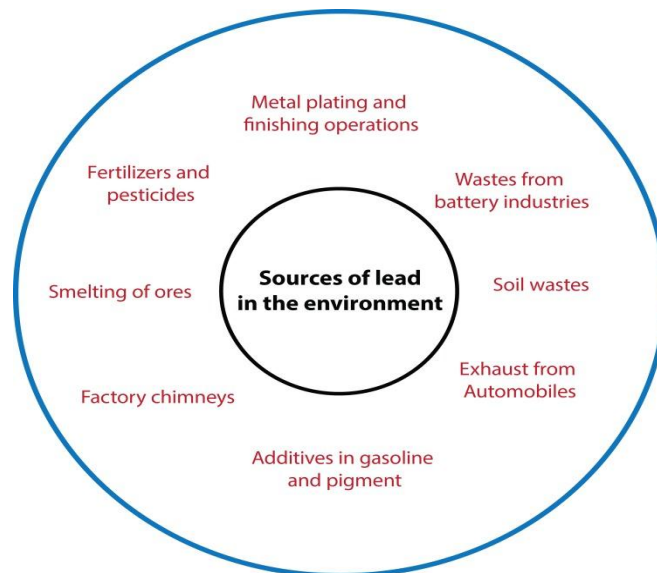 Metal plating and
finishing operations
Fertilizers and
pesticides
Wastes from
battery industries
Sources of lead
in the environment
Smelting of ores
Soil wastes
Exhaust from
Automobiles
Factory chimneys
Additives in gasoline
and pigment